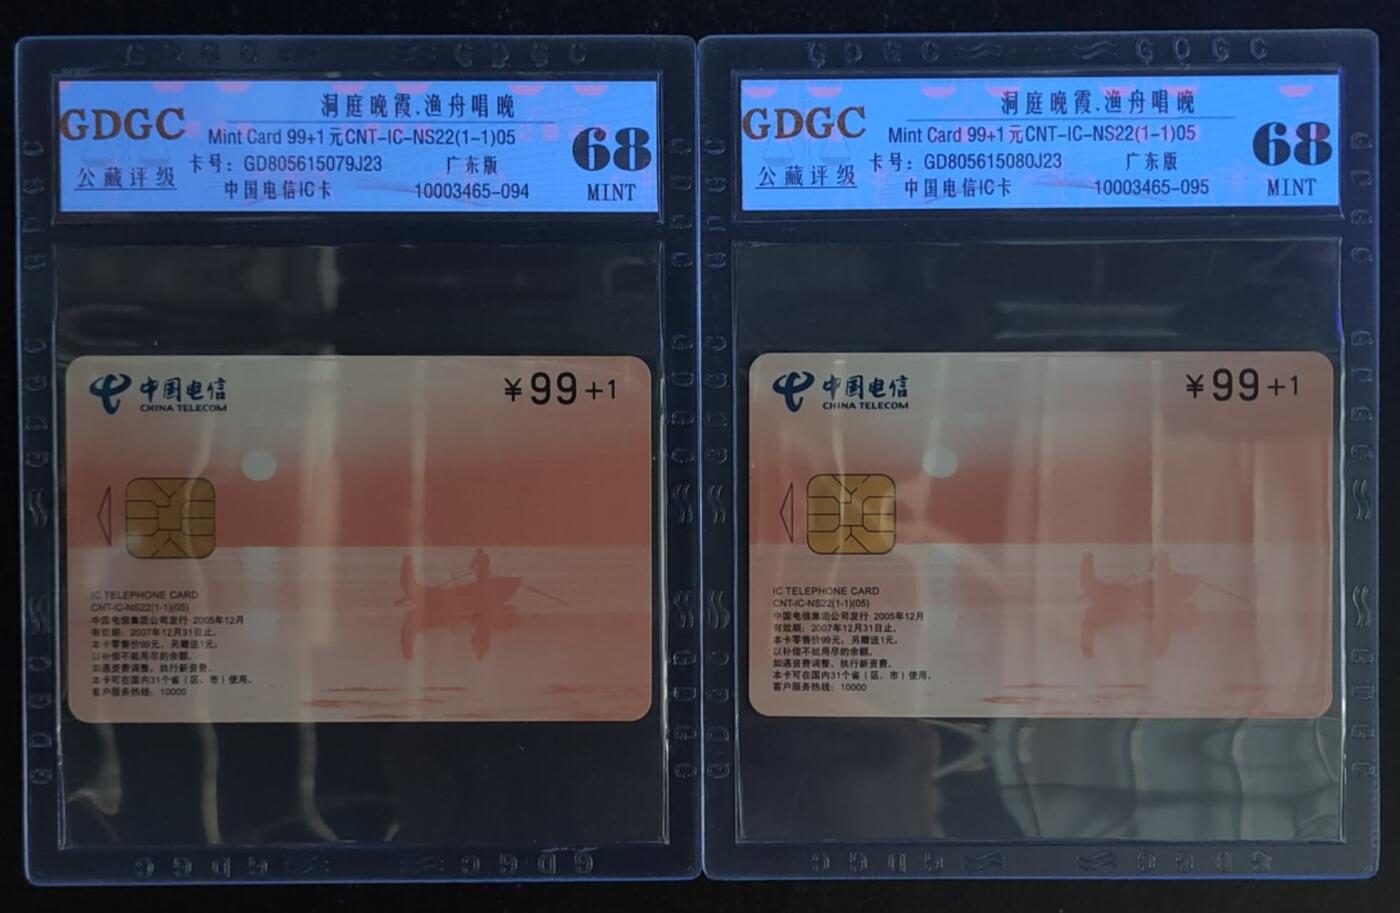 GDGC
公藏评级
洞庭晚霞.渔舟唱晚
Mint Card 99+1元CNT-IC-NS22(1-1)05
卡号：GD805615079J23 广东版
中国电信IC卡 10003465-094
68
MINT
中国电信
CHINA TELECOM
¥99+1
IC TELEPHONE CARD
CNT-IC-NS22(1-1)(05)
中国电信集团公司发行 2005年12月
有效期：2007年12月31日止。
本卡零售价99元，另赠送1元，
以补偿不能用尽的余额。
如遇资费调整，执行新资费。
本卡可在国内31个省（区、市）使用。
客户服务热线：10000
GDGC
公藏评级
洞庭晚霞.渔舟唱晚
Mint Card 99+1元CNT-IC-NS22(1-1)05
卡号：GD805615080J23 广东版
中国电信IC卡 10003465-095
68
MINT
中国电信
CHINA TELECOM
¥99+1
IC TELEPHONE CARD
CNT-IC-NS22(1-1)(05)
中国电信集团公司发行 2005年12月
有效期：2007年12月31日止。
本卡零售价99元，另赠送1元，
以补偿不能用尽的余额。
如遇资费调整，执行新资费。
本卡可在国内31个省（区、市）使用。
客户服务热线：10000